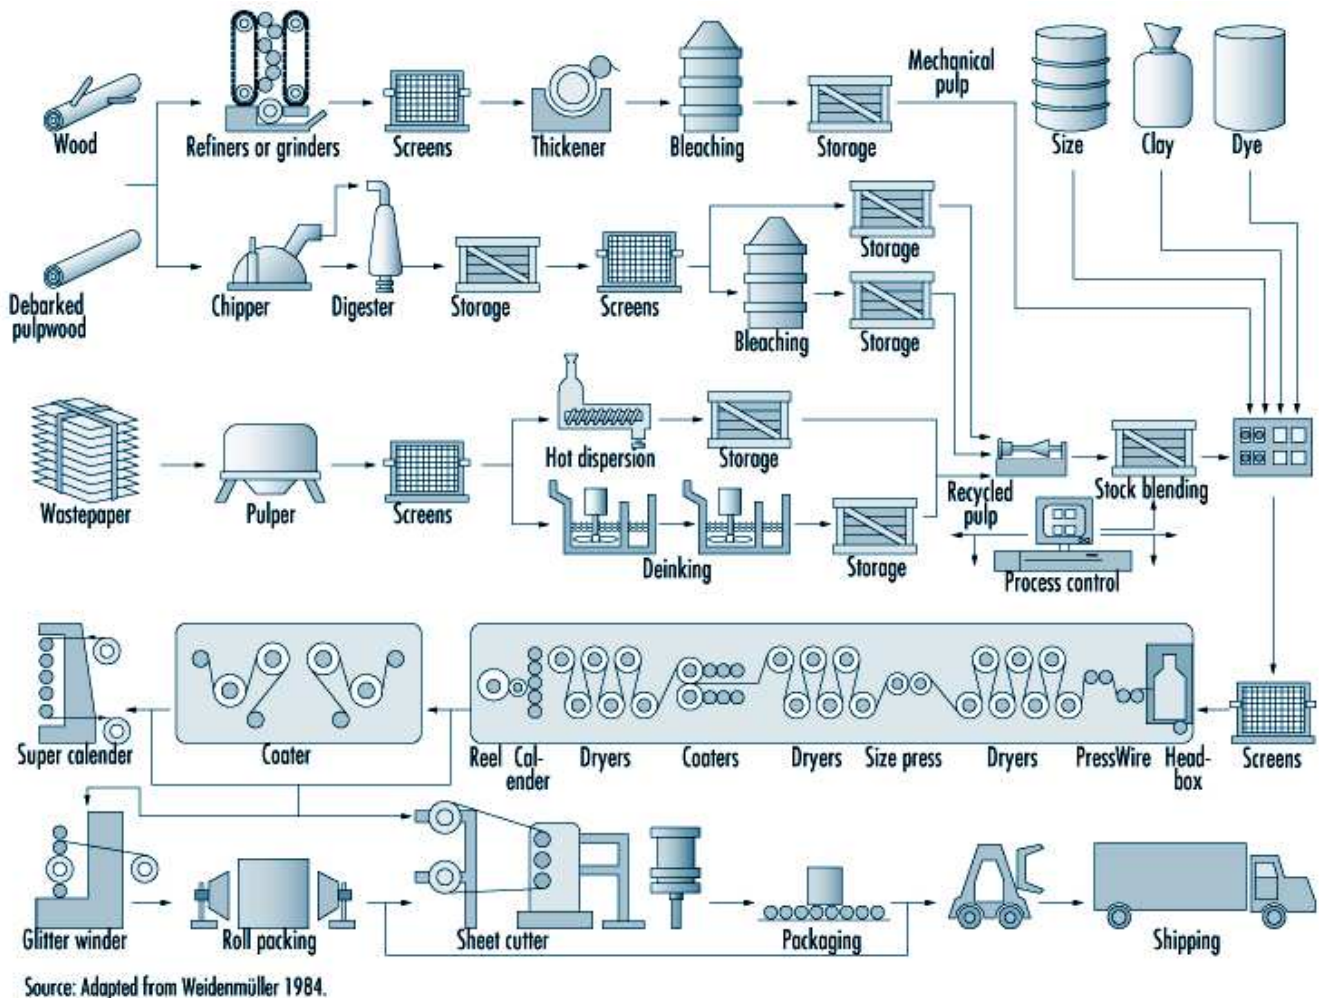 Mechanical
pulp
Wood
Refiners or grinders
Screens
Thickener
Bleaching
Storage
Size
Clay
Dye
Debarked
pulpwood
Chipper
Digester
Storage
Screens
Bleaching
Storage
Storage
Wastepaper
Pulper
Screens
Hot dispersion
Storage
Deinking
Storage
Recycled
pulp
Stock blending
Process control
Super calender
Coater
Reel
Cal-
ender
Dryers
Coaters
Dryers
Size press
Dryers
Press
Wire
Head-
box
Screens
Glitter winder
Roll packing
Sheet cutter
Packaging
Shipping
Source: Adapted from Weidenmüller 1984.